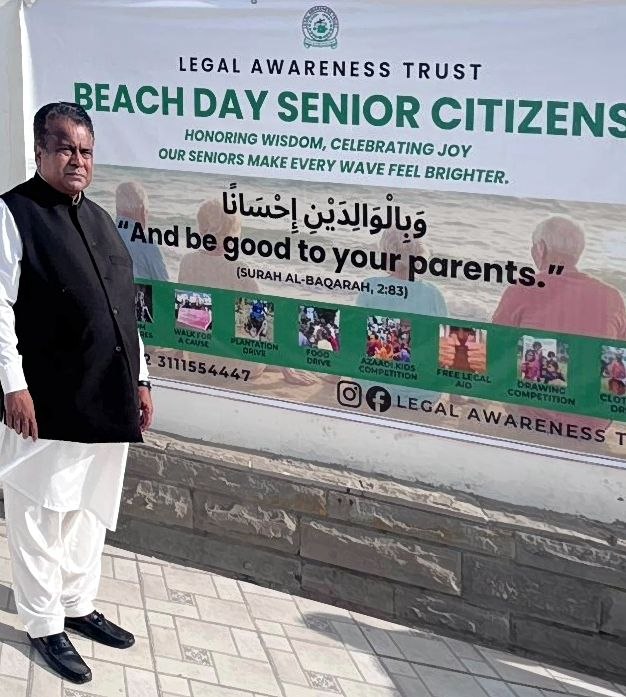 LEGAL AWARENESS TRUST
BEACH DAY SENIOR CITIZENS
HONORING WISDOM, CELEBRATING JOY
OUR SENIORS MAKE EVERY WAVE FEEL BRIGHTER.
وَبِالْوَالِدَيْنِ إِحْسَانًا
"And be good to your parents."
(SURAH AL-BAQARAH, 2:83)
WALK FOR
A CAUSE
PLANTATION
DRIVE
FOOD
DRIVE
AZAADI KIDS
COMPETITION
FREE LEGAL
AID
DRAWING
COMPETITION
3111554447
LEGAL AWARENESS T